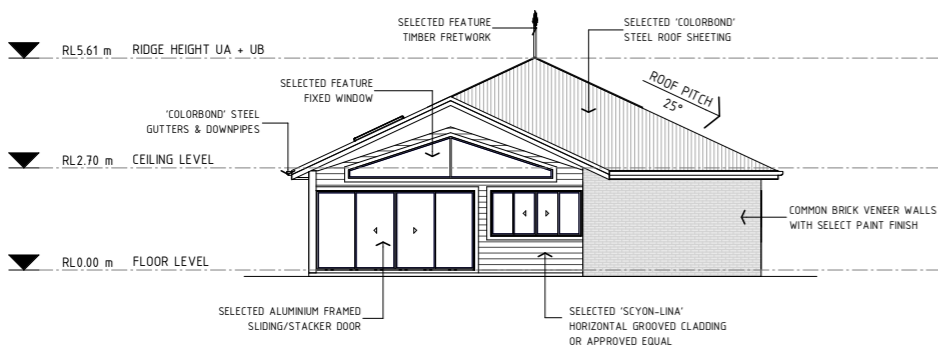 SELECTED FEATURE
TIMBER FRETWORK
SELECTED 'COLORBOND'
STEEL ROOF SHEETING
RL5.61 m RIDGE HEIGHT UA + UB
SELECTED FEATURE
FIXED WINDOW
ROOF PITCH
25°
'COLORBOND' STEEL
GUTTERS & DOWNPIPES
RL2.70 m CEILING LEVEL
COMMON BRICK VENEER WALLS
WITH SELECT PAINT FINISH
RL0.00 m FLOOR LEVEL
SELECTED ALUMINIUM FRAMED
SLIDING/STACKER DOOR
SELECTED 'SCYON-LINA'
HORIZONTAL GROOVED CLADDING
OR APPROVED EQUAL